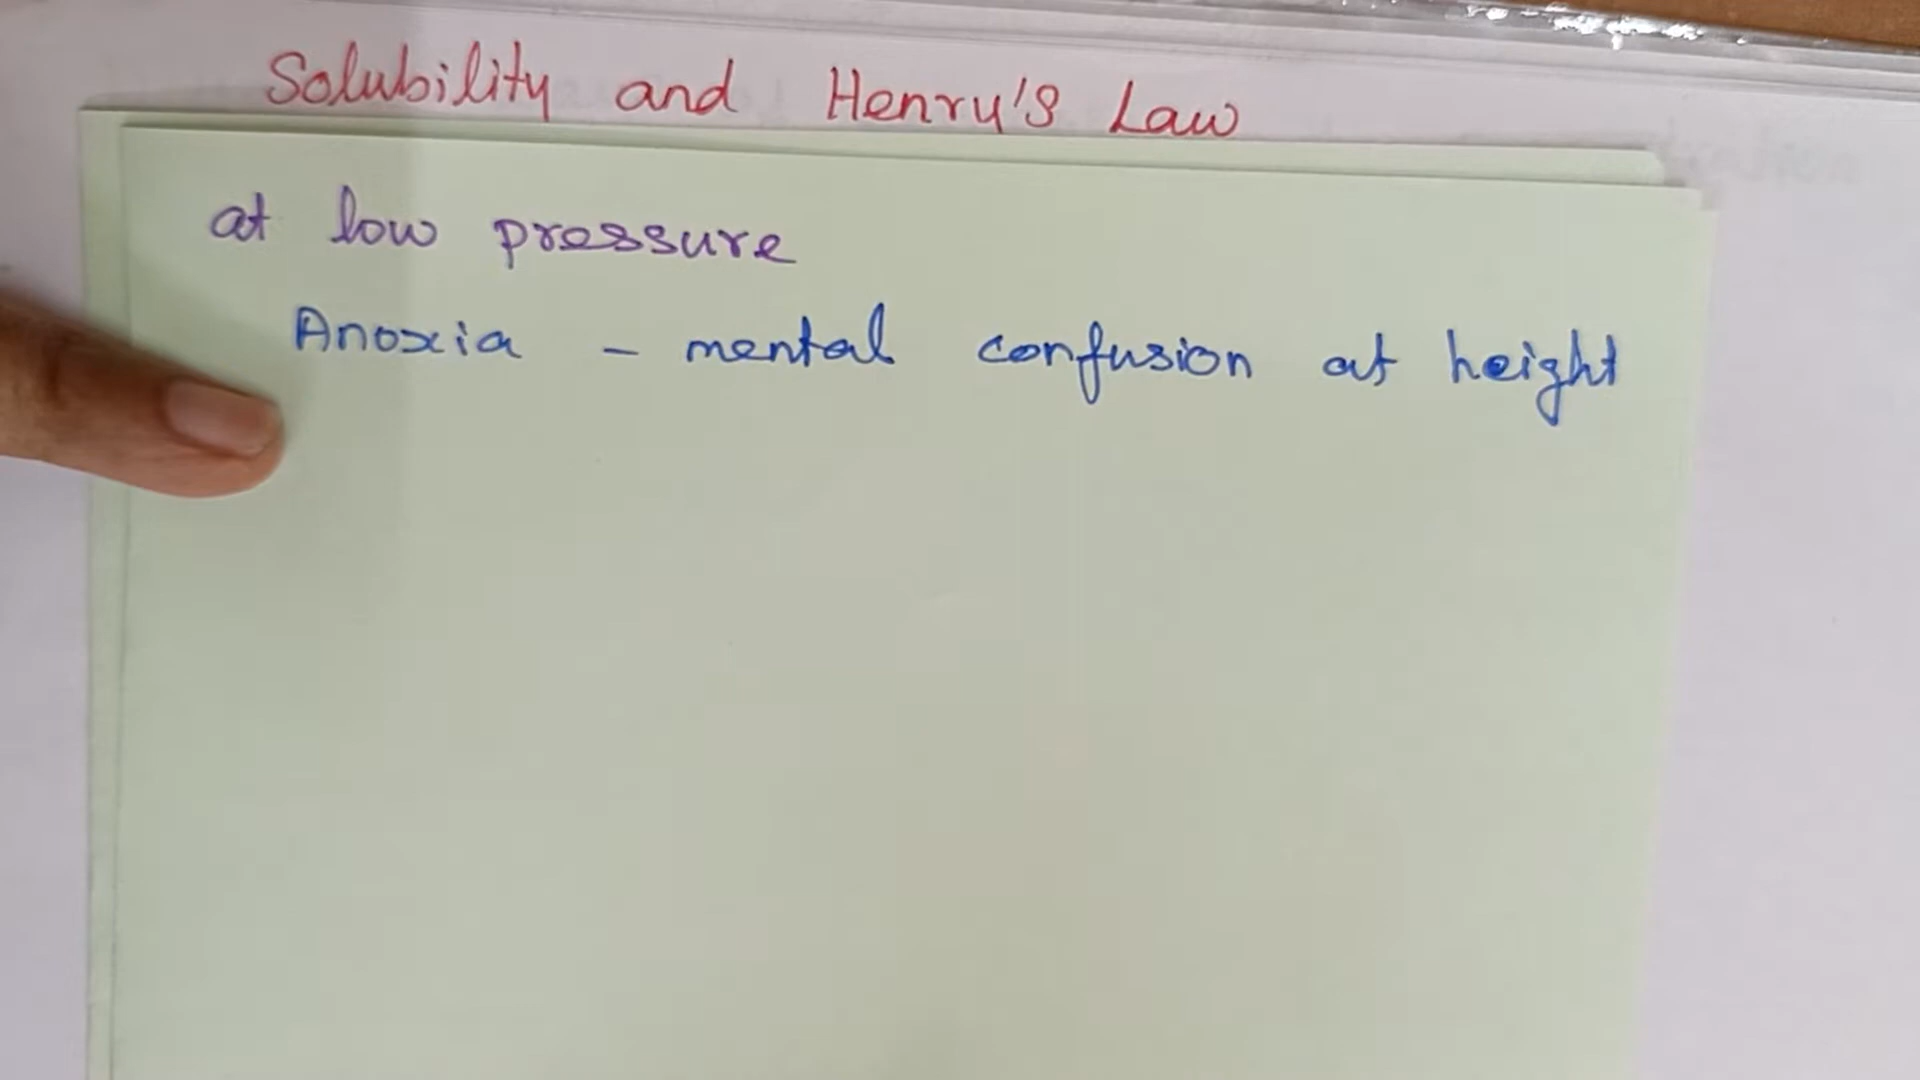 Solubility and Henry's Law
at low pressure
Anoxia - mental confusion at height